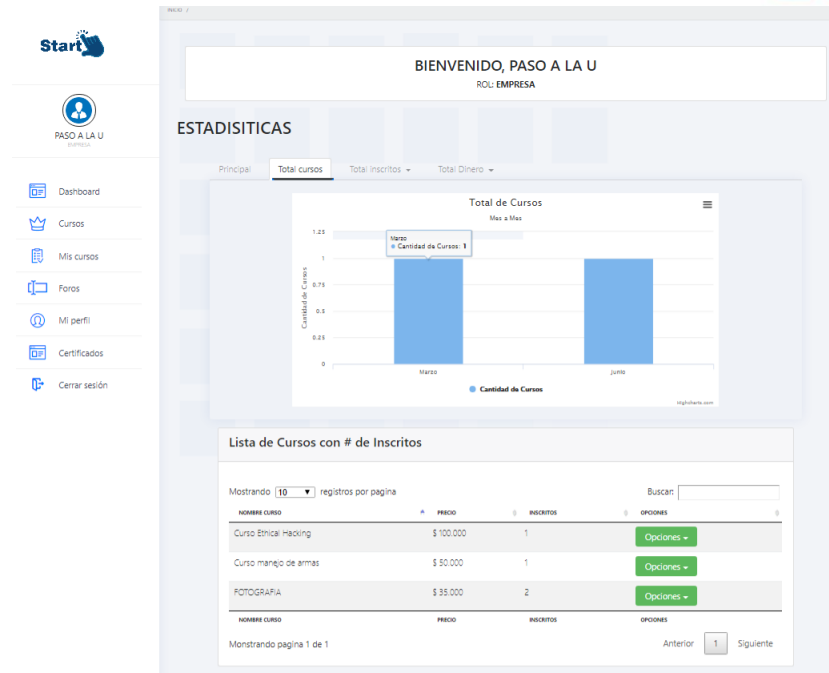 INICIO /
Start
BIENVENIDO, PASO A LA U
ROL: EMPRESA
PASO A LA U
EMPRESA
ESTADISITICAS
Principal Total cursos Total Inscritos Total Dinero
Dashboard
Cursos
Mis cursos
Foros
Mi perfil
Certificados
Cerrar sesión
Total de Cursos
Mes a Mes
Marzo
Cantidad de Cursos: 1
Cantidad de Cursos
1.25
1
0.75
0.5
0.25
0
Marzo Junio
Cantidad de Cursos
Highcharts.com
Lista de Cursos con # de Inscritos
Mostrando 10 registros por pagina Buscar:
NOMBRE CURSO PRECIO INSCRITOS OPCIONES
Curso Ethical Hacking $ 100.000 1 Opciones
Curso manejo de armas $ 50.000 1 Opciones
FOTOGRAFIA $ 35.000 2 Opciones
NOMBRE CURSO PRECIO INSCRITOS OPCIONES
Monstrando pagina 1 de 1 Anterior 1 Siguiente